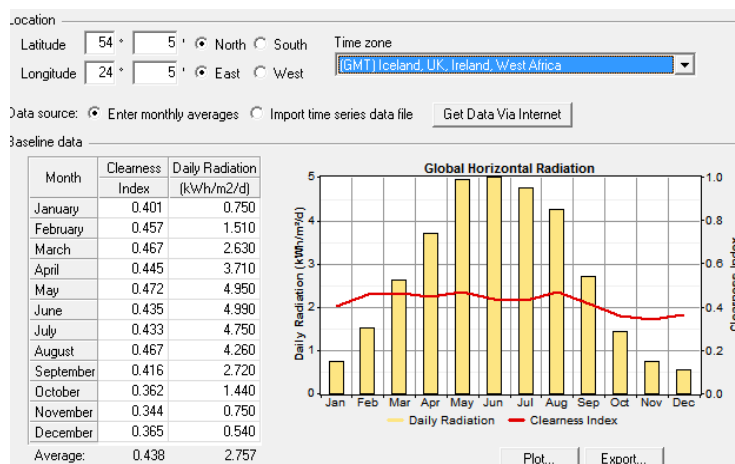 Location
Latitude 54 ° 5 ' North South
Longitude 24 ° 5 ' East West
Time zone
(GMT) Iceland, UK, Ireland, West Africa
Data source: Enter monthly averages Import time series data file Get Data Via Internet
Baseline data
Month Clearness Index Daily Radiation (kWh/m2/d)
January 0.401 0.750
February 0.457 1.510
March 0.467 2.630
April 0.445 3.710
May 0.472 4.950
June 0.435 4.990
July 0.433 4.750
August 0.467 4.260
September 0.416 2.720
October 0.362 1.440
November 0.344 0.750
December 0.365 0.540
Average: 0.438 2.757
Global Horizontal Radiation
Daily Radiation (kWh/m²/d)
5
4
3
2
1
0
Clearness Index
1.0
0.8
0.6
0.4
0.2
0.0
Jan Feb Mar Apr May Jun Jul Aug Sep Oct Nov Dec
Daily Radiation Clearness Index
Plot... Export...